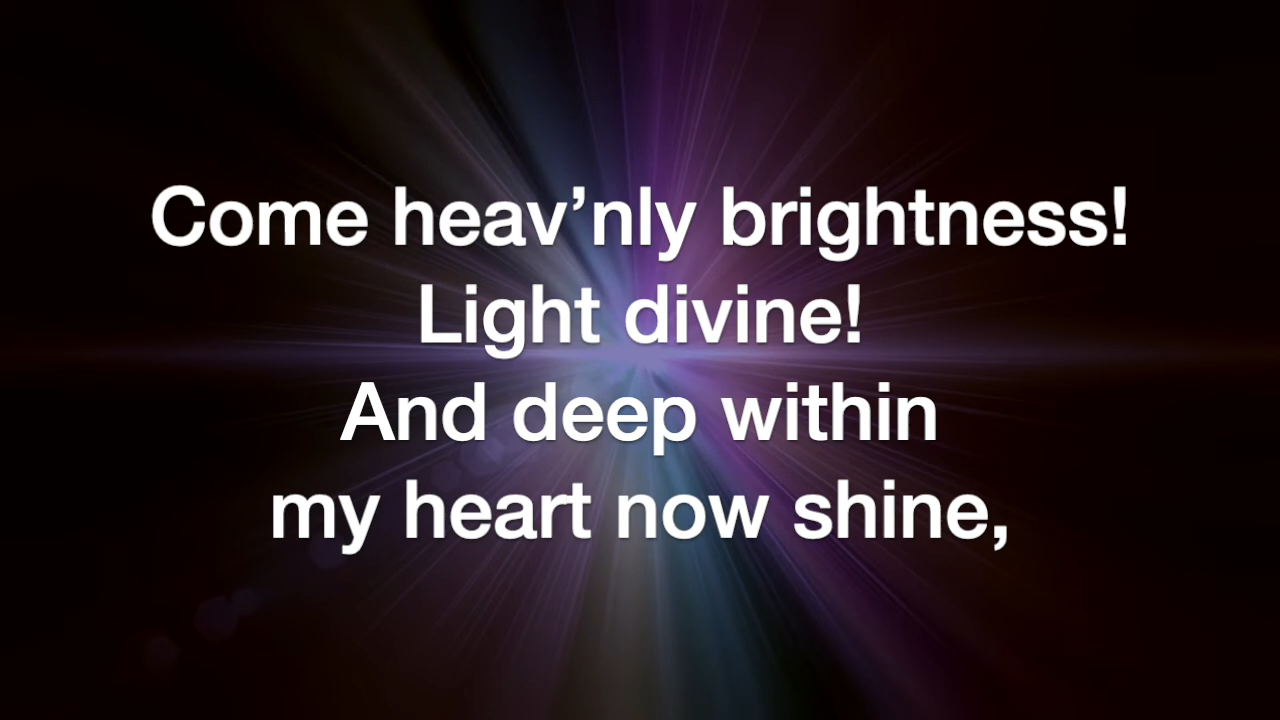 Come heav’nly brightness!
Light divine!
And deep within
my heart now shine,